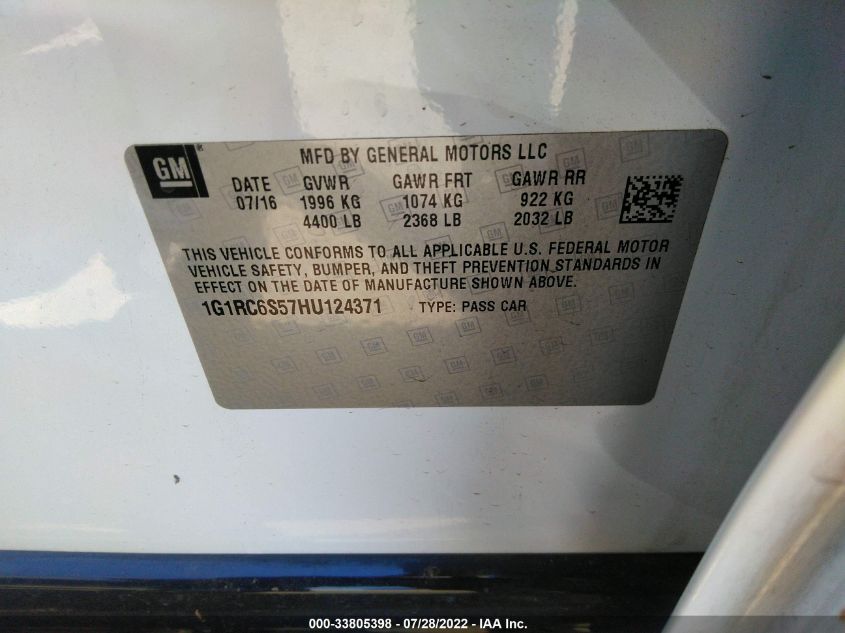 GM
MFD BY GENERAL MOTORS LLC
DATE GVWR GAWR FRT GAWR RR
07/16 1996 KG 1074 KG 922 KG
4400 LB 2368 LB 2032 LB
THIS VEHICLE CONFORMS TO ALL APPLICABLE U.S. FEDERAL MOTOR
VEHICLE SAFETY, BUMPER, AND THEFT PREVENTION STANDARDS IN
EFFECT ON THE DATE OF MANUFACTURE SHOWN ABOVE.
1G1RC6S57HU124371 TYPE: PASS CAR
000-33805398 - 07/28/2022 - IAA Inc.